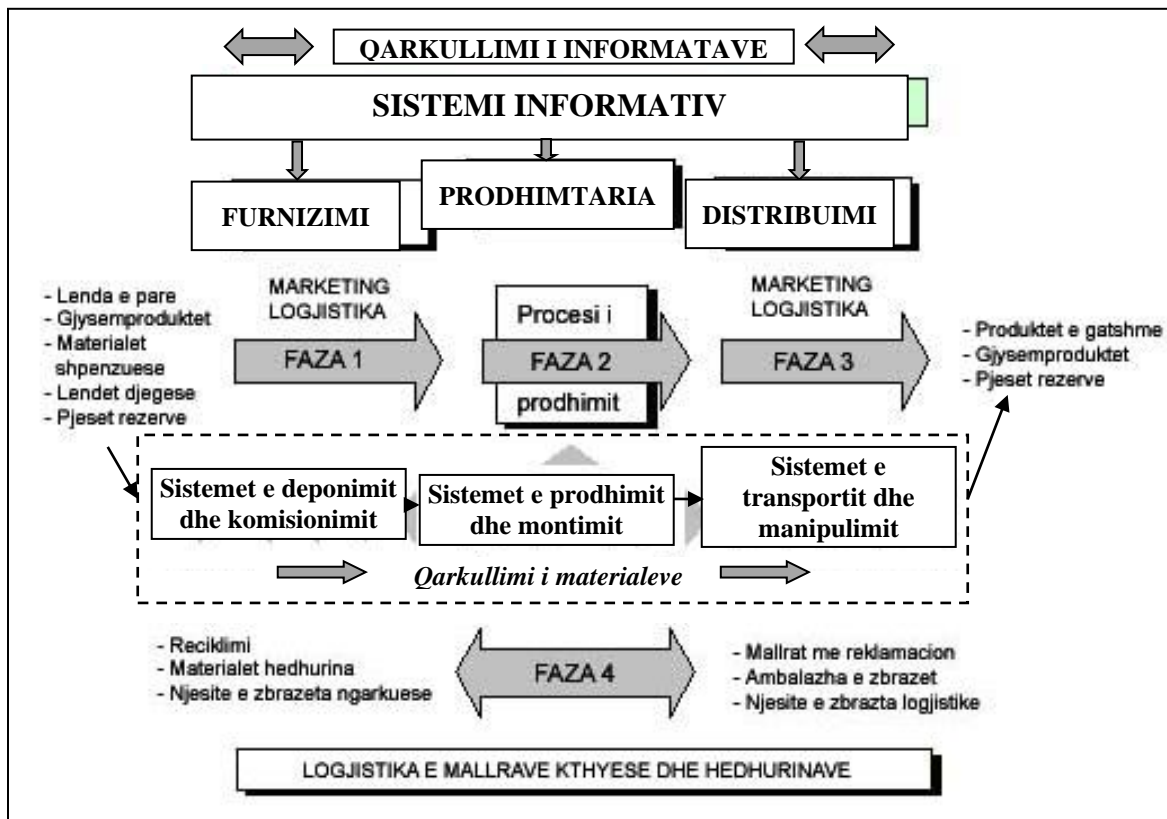 QARKULLIMI I INFORMATAVE
SISTEMI INFORMATIV
FURNIZIMI
PRODHIMTARIA
DISTRIBUIMI
- Lenda e pare
- Gjysemproduktet
- Materialet
shpenzuese
- Lendet djegese
- Pjeset rezerve
MARKETING
LOGJISTIKA
FAZA 1
Procesi i
FAZA 2
prodhimit
MARKETING
LOGJISTIKA
FAZA 3
- Produktet e gatshme
- Gjysemproduktet
- Pjeset rezerve
Sistemet e deponimit
dhe komisionimit
Sistemet e prodhimit
dhe montimit
Sistemet e
transportit dhe
manipulimit
Qarkullimi i materialeve
- Reciklimi
- Materialet hedhurina
- Njesite e zbrazeta ngarkuese
FAZA 4
- Mallrat me reklamacion
- Ambalazha e zbrazet
- Njesite e zbrazta logjistike
LOGJISTIKA E MALLRAVE KTHYESE DHE HEDHURINAVE